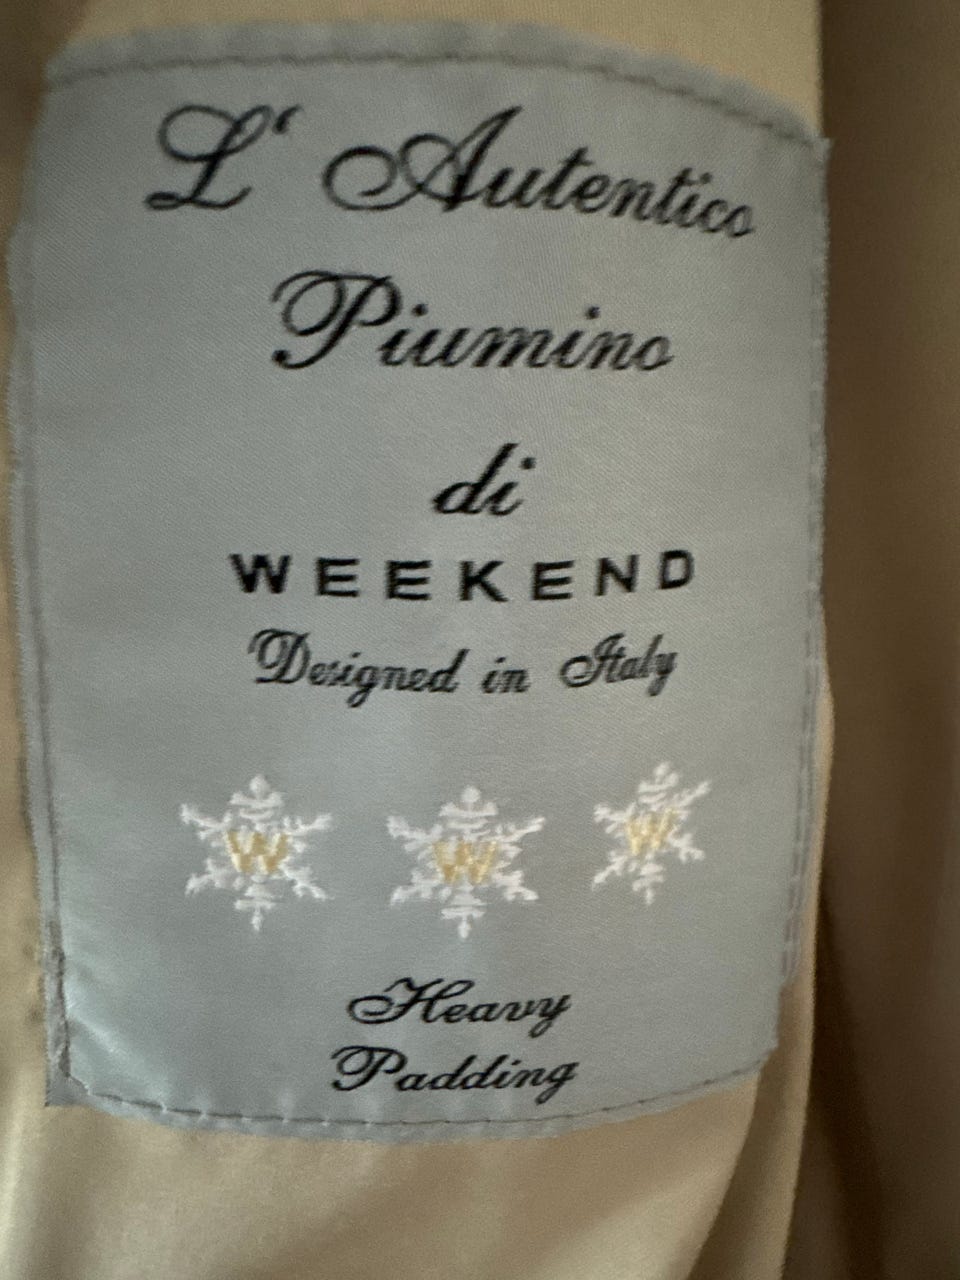 L' Autentico
Piumino
di
WEEKEND
Designed in Italy
W W W
Heavy
Padding